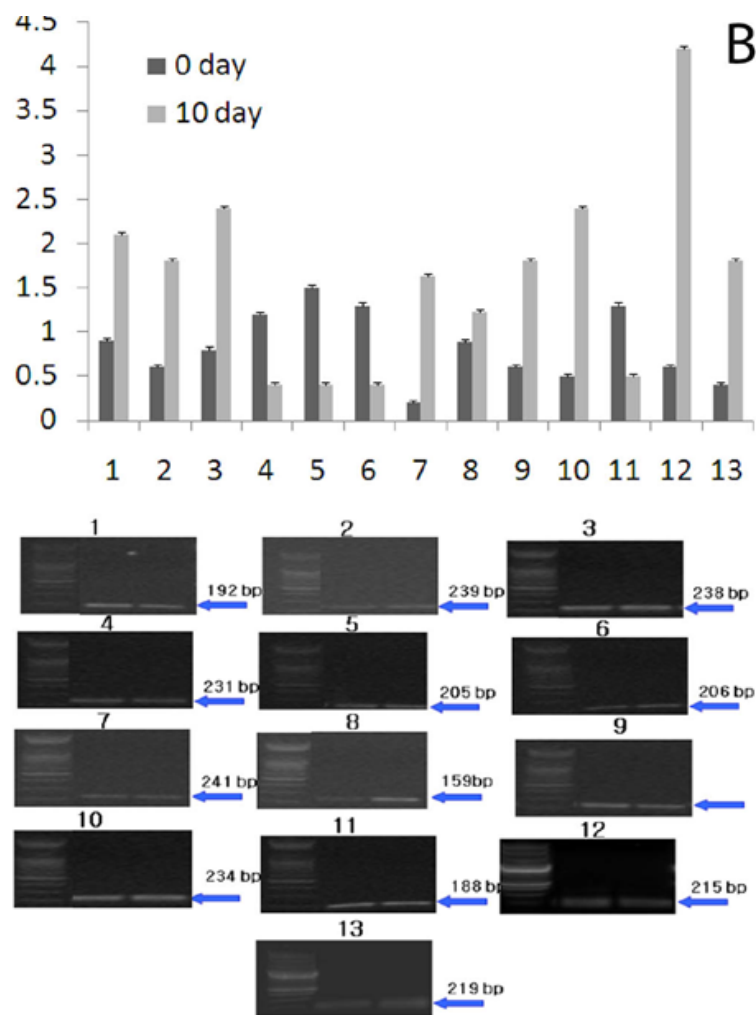 4.5
B
0 day
4
10 day
3.5
3
2.5
2
1.5
1
0.5
0
1 2 3 4 5 6 7 8 9 10 11 12 13
1 2 3
192 bp 239 bp 238 bp
4 5 6
231 bp 205 bp 206 bp
7 8 9
241 bp 159bp
10 11 12
234 bp 188 bp 215 bp
13
219 bp